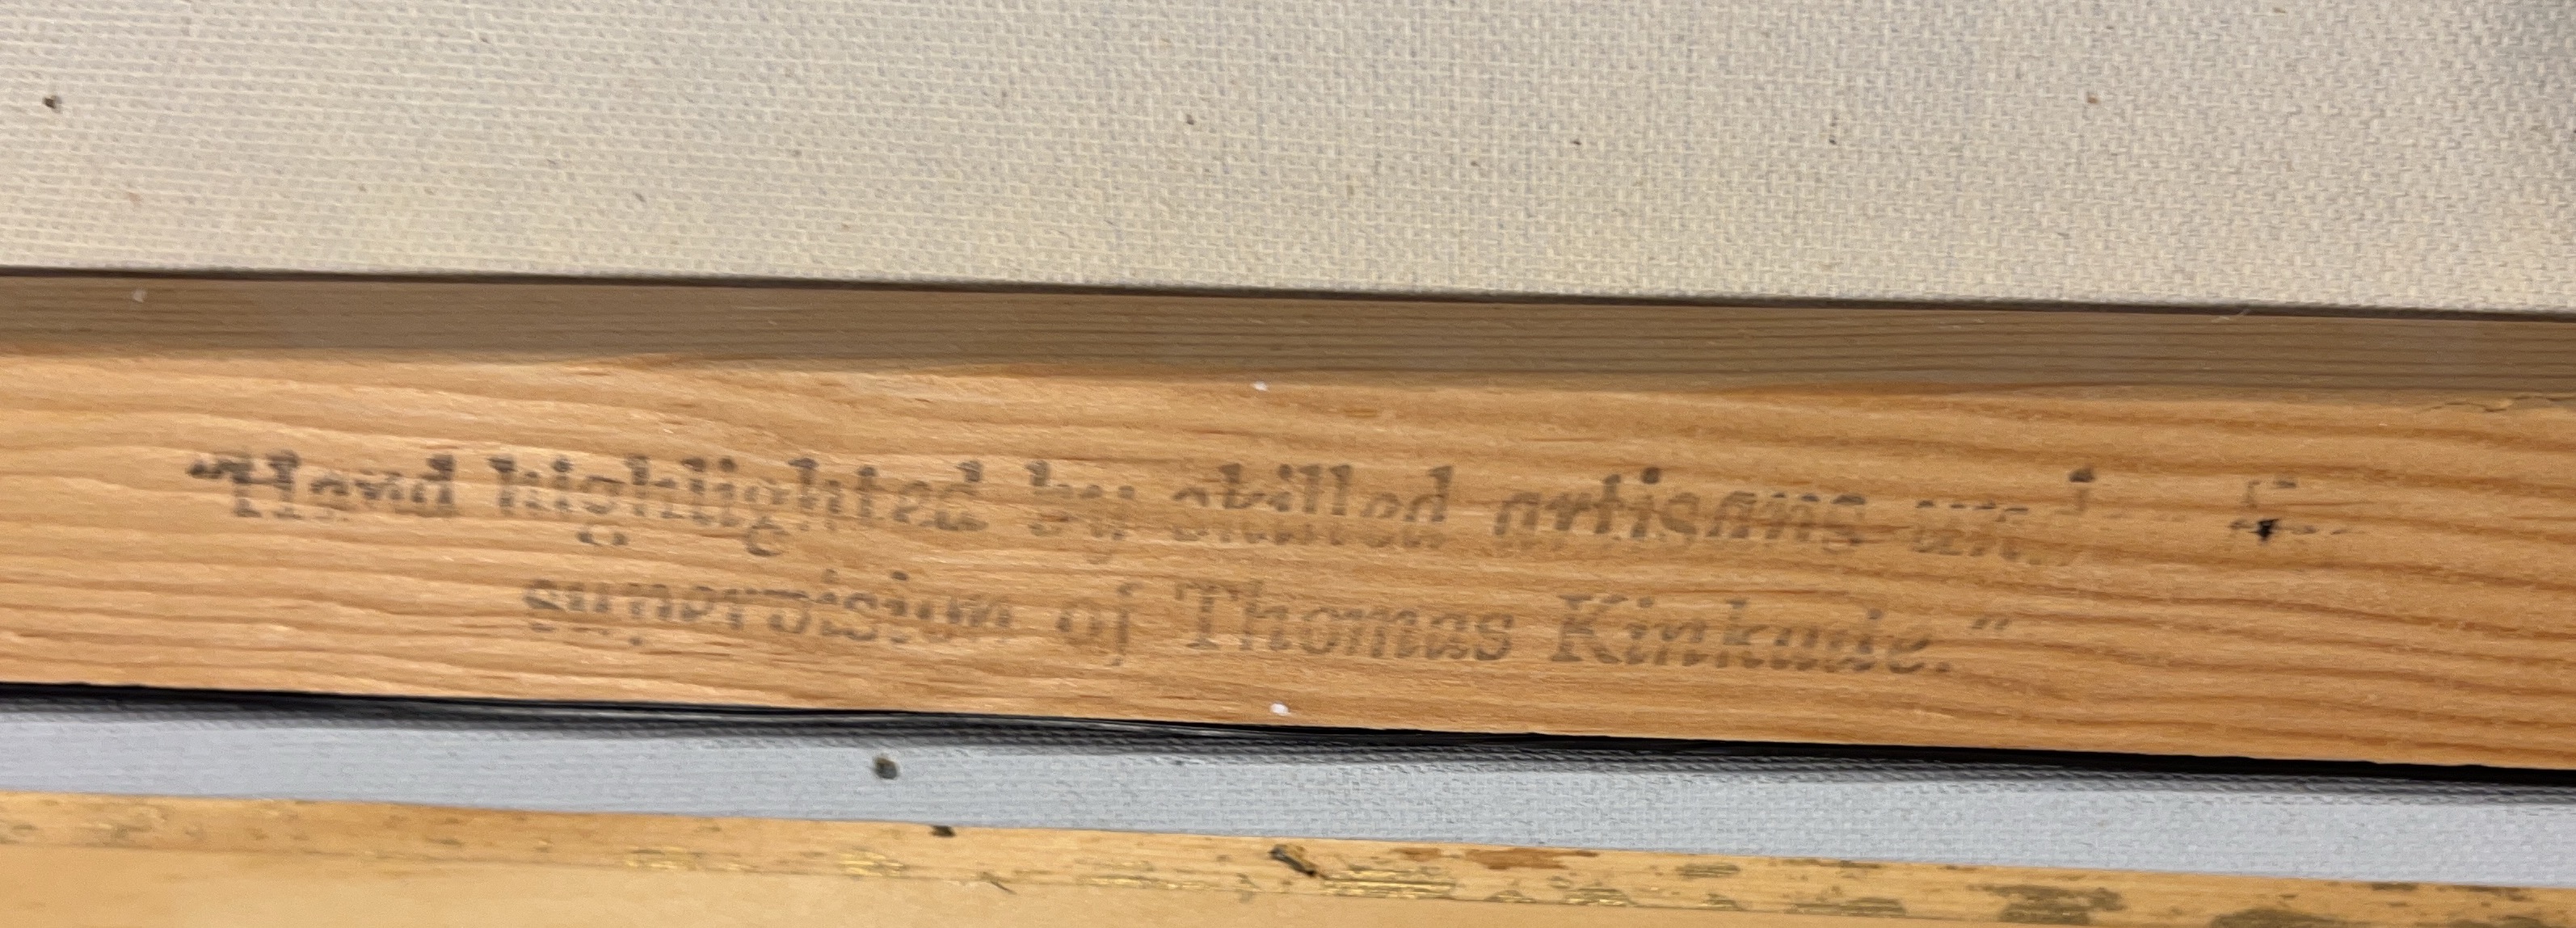 "Hand highlighted by skilled artisans
supervision of Thomas Kinkade."